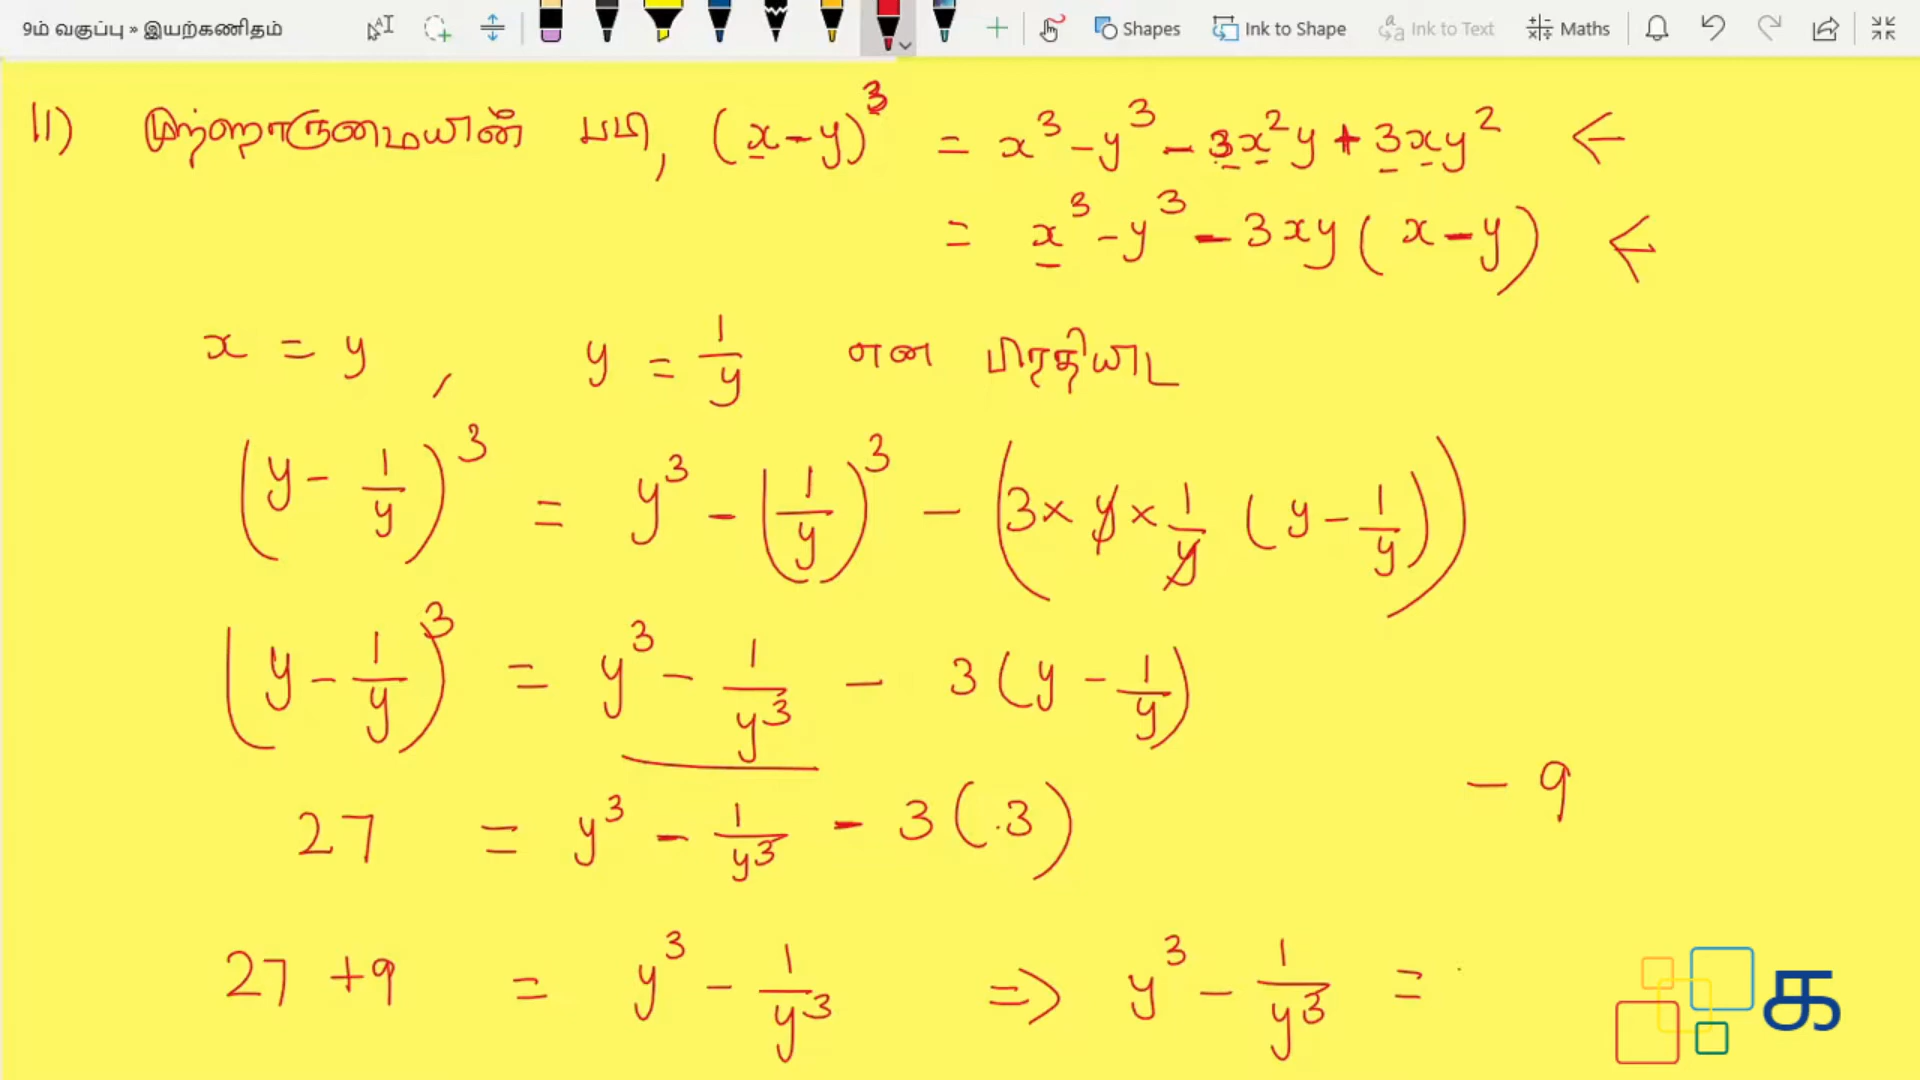 9ம் வகுப்பு » இயற்கணிதம் Shapes Ink to Shape Ink to Text Maths
11) முற்றொருமையின் படி, (x-y)³ = x³ - y³ - 3x²y + 3xy² ←
= x³ - y³ - 3xy(x-y) ←
x = y , y = 1/y என பிரதியிட
(y - 1/y)³ = y³ - (1/y)³ - (3 × y × 1/y (y - 1/y))
(y - 1/y)³ = y³ - 1/y³ - 3(y - 1/y)
- 9
27 = y³ - 1/y³ - 3(.3)
27 + 9 = y³ - 1/y³ => y³ - 1/y³ =
க